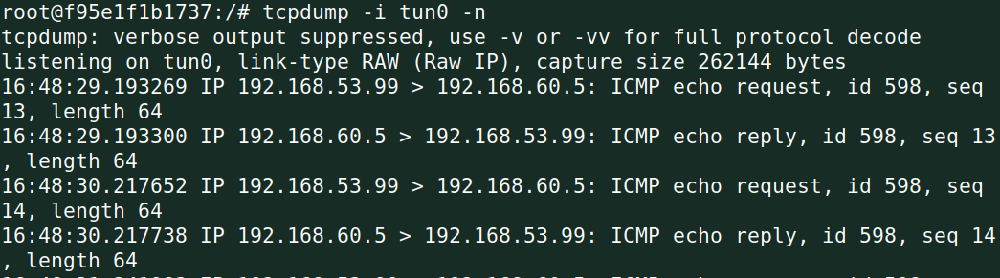 root@f95e1f1b1737:/# tcpdump -i tun0 -n
tcpdump: verbose output suppressed, use -v or -vv for full protocol decode
listening on tun0, link-type RAW (Raw IP), capture size 262144 bytes
16:48:29.193269 IP 192.168.53.99 > 192.168.60.5: ICMP echo request, id 598, seq
13, length 64
16:48:29.193300 IP 192.168.60.5 > 192.168.53.99: ICMP echo reply, id 598, seq 13
, length 64
16:48:30.217652 IP 192.168.53.99 > 192.168.60.5: ICMP echo request, id 598, seq
14, length 64
16:48:30.217738 IP 192.168.60.5 > 192.168.53.99: ICMP echo reply, id 598, seq 14
, length 64